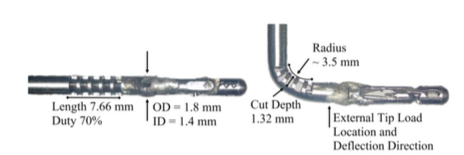 Length 7.66 mm
Duty 70%
OD = 1.8 mm
ID = 1.4 mm
Radius
~ 3.5 mm
Cut Depth
1.32 mm
External Tip Load
Location and
Deflection Direction